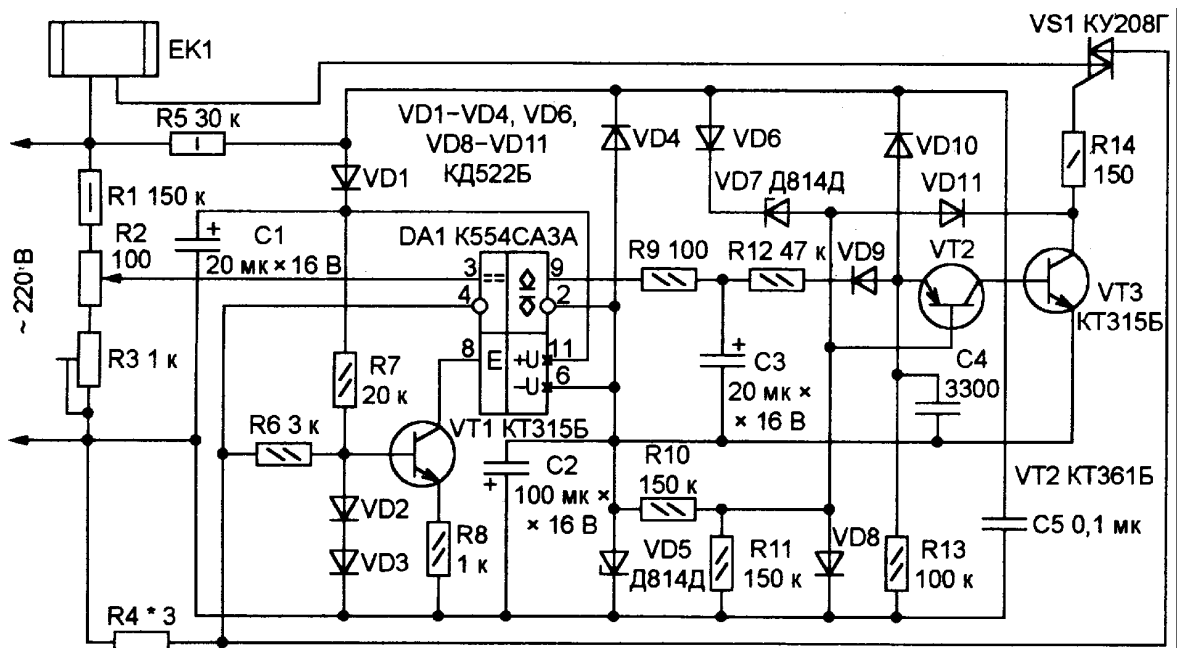 VS1 КУ208Г
EK1
R5 30 к
VD1–VD4, VD6,
VD8–VD11
КД522Б
VD4
VD6
VD10
R14
150
VD1
VD7 Д814Д
VD11
R1 150 к
C1
20 мк × 16 В
DA1 К554СА3А
R9 100
R12 47 к
VD9
VT2
R2
100
3
==
9
4
2
VT3
КТ315Б
~ 220 В
R3 1 к
8
E
+U
11
–U
6
+
+
C3
20 мк ×
× 16 В
C4
3300
R7
20 к
VT1 КТ315Б
R6 3 к
C2
100 мк ×
× 16 В
+
R10
150 к
VT2 КТ361Б
VD2
VD3
R8
1 к
VD5
Д814Д
R11
150 к
VD8
R13
100 к
C5 0,1 мк
R4 * 3